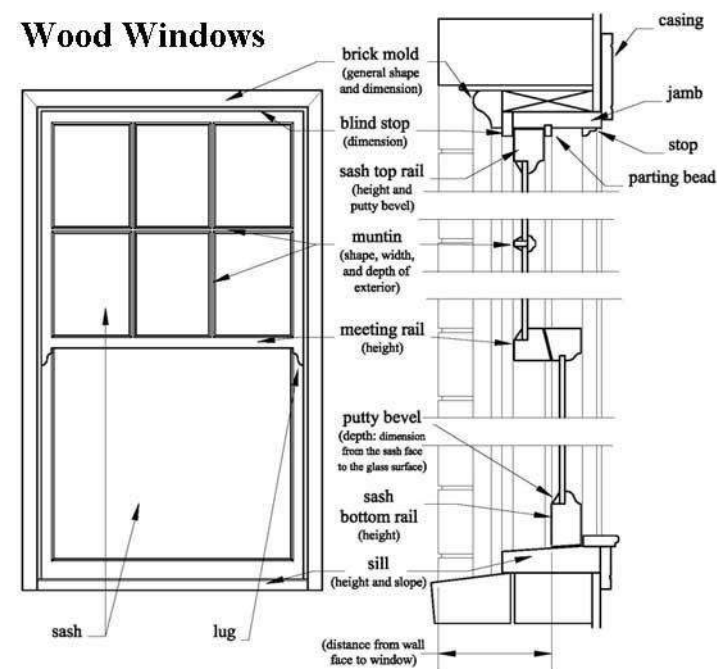 Wood Windows
brick mold
(general shape
and dimension)
blind stop
(dimension)
sash top rail
(height and
putty bevel)
muntin
(shape, width,
and depth of
exterior)
meeting rail
(height)
putty bevel
(depth: dimension
from the sash face
to the glass surface)
sash
bottom rail
(height)
sill
(height and slope)
(distance from wall
face to window)
sash
lug
casing
jamb
stop
parting bead